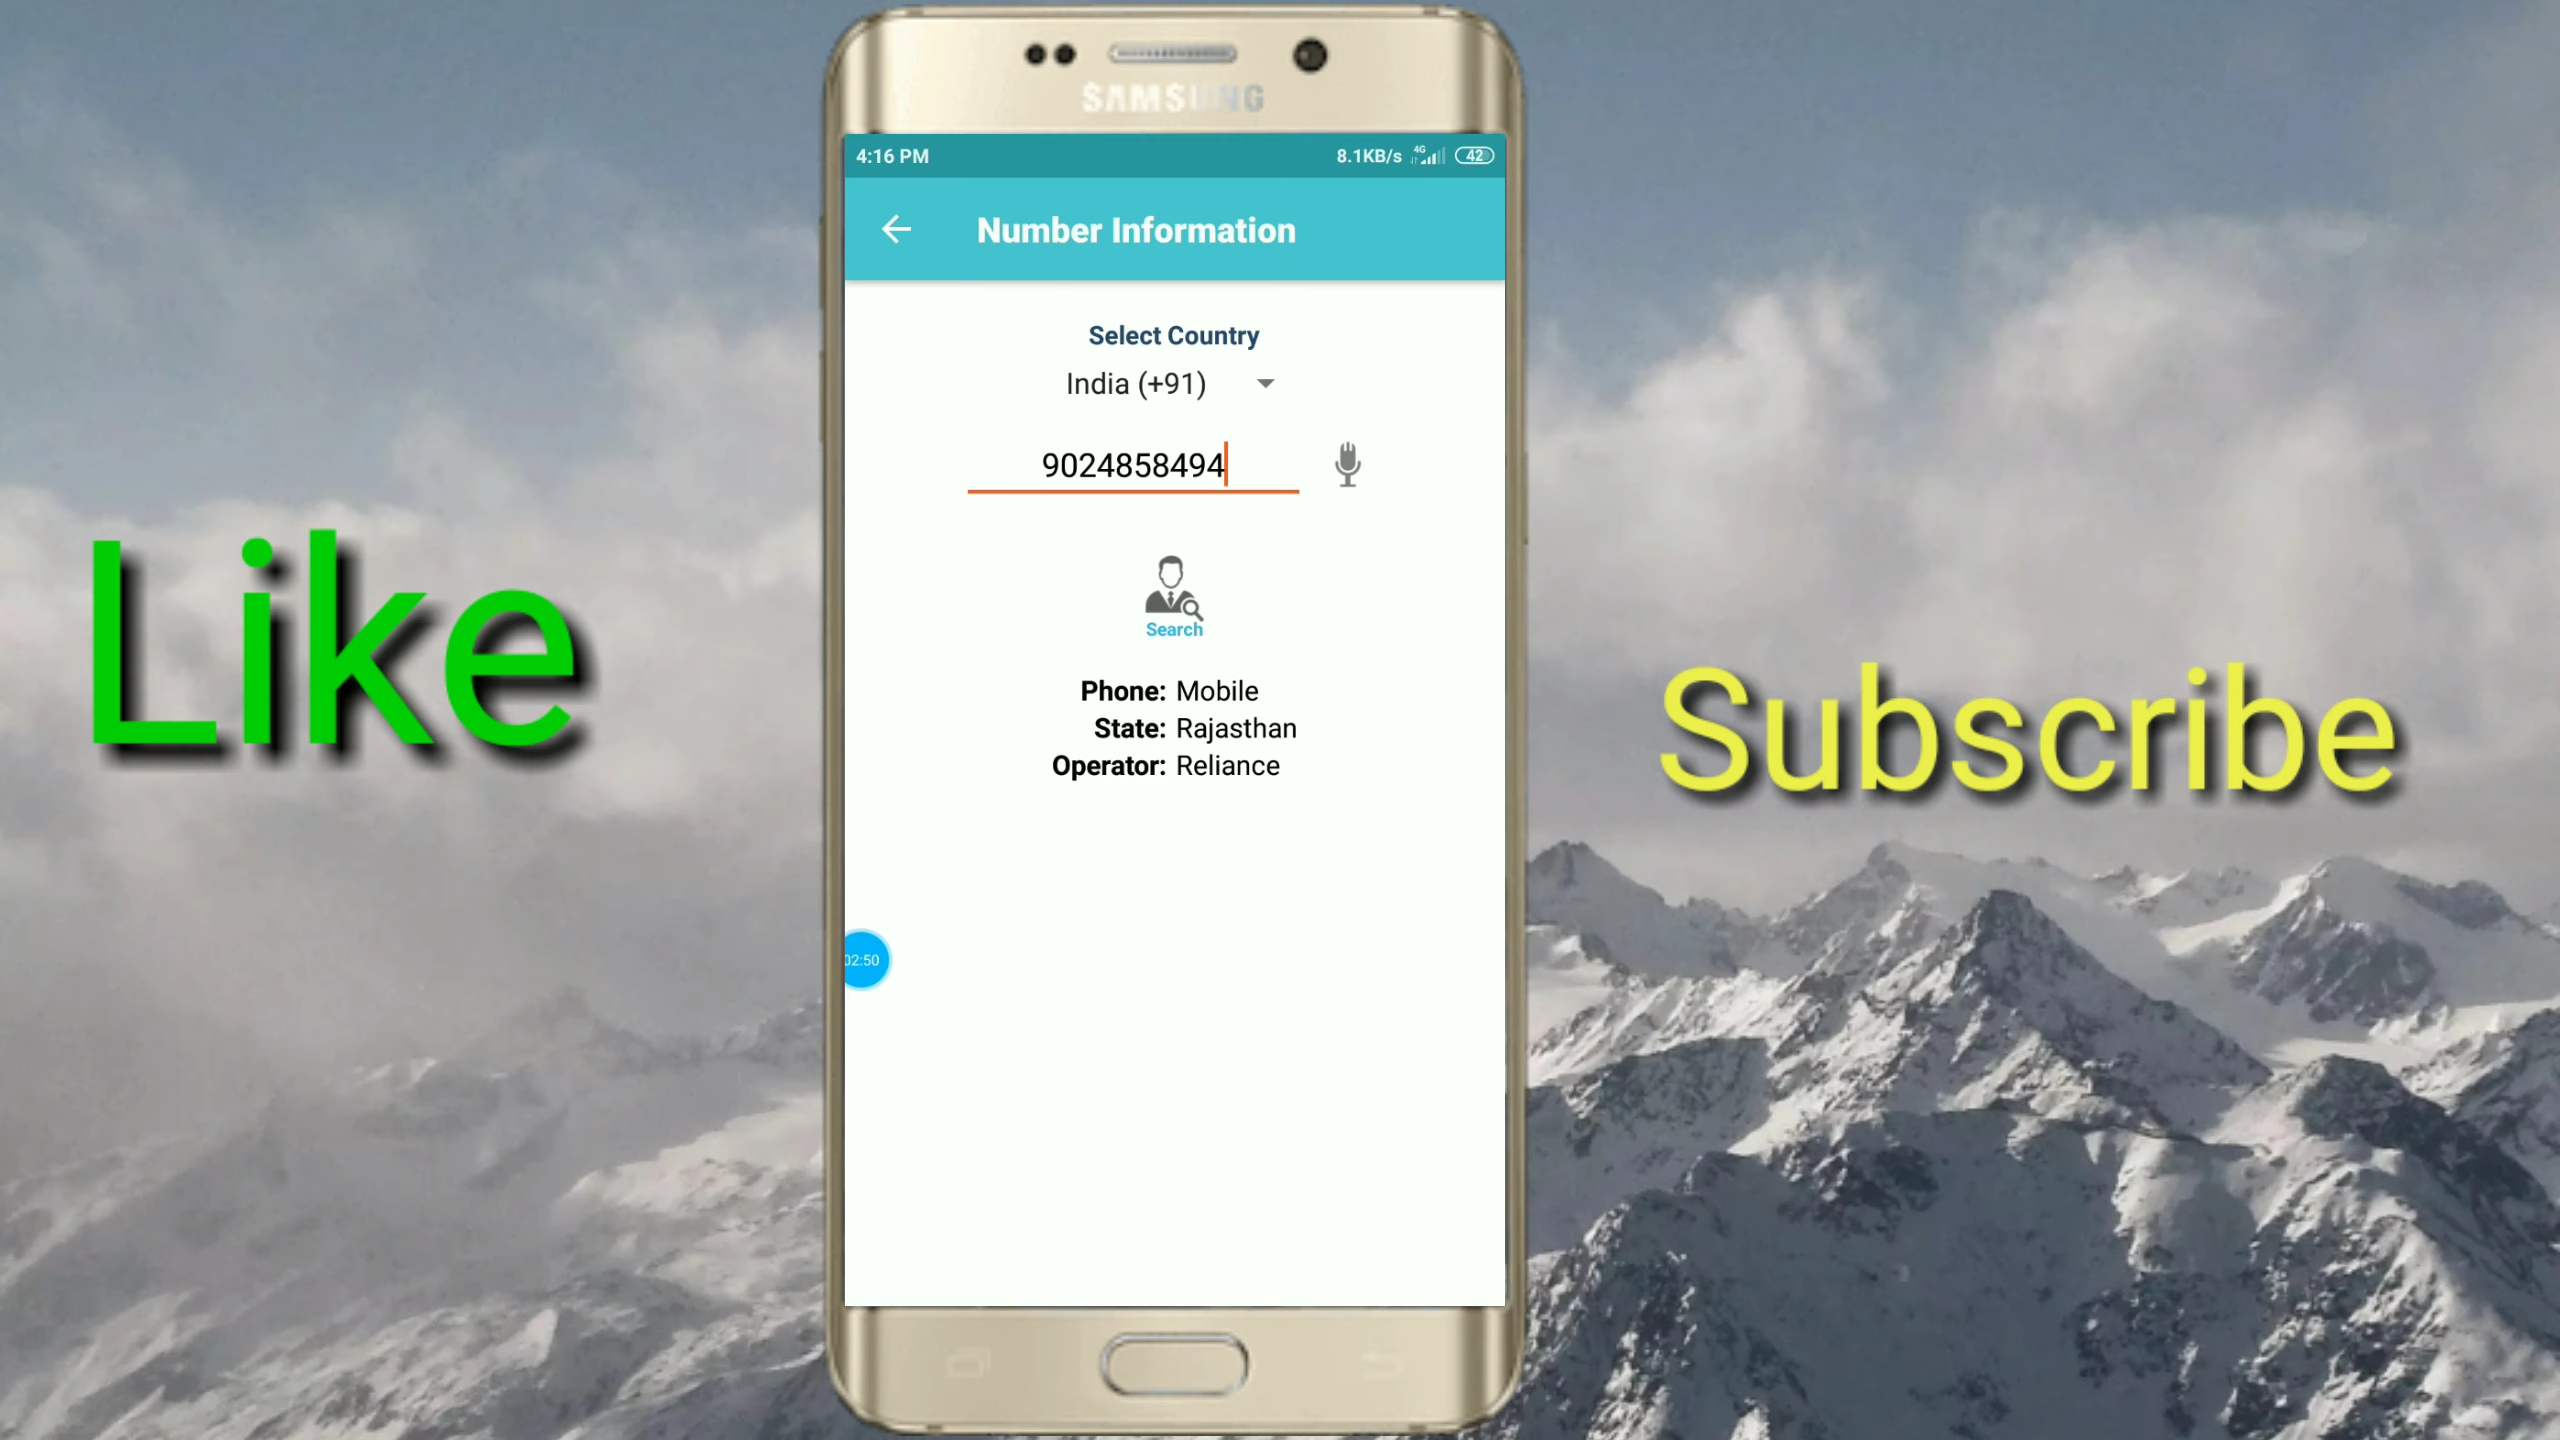 SAMSUNG
4:16 PM 8.1KB/s 4G 42
Number Information
Select Country
India (+91)
9024858494
Search
Phone: Mobile
State: Rajasthan
Operator: Reliance
02:50
Like
Subscribe